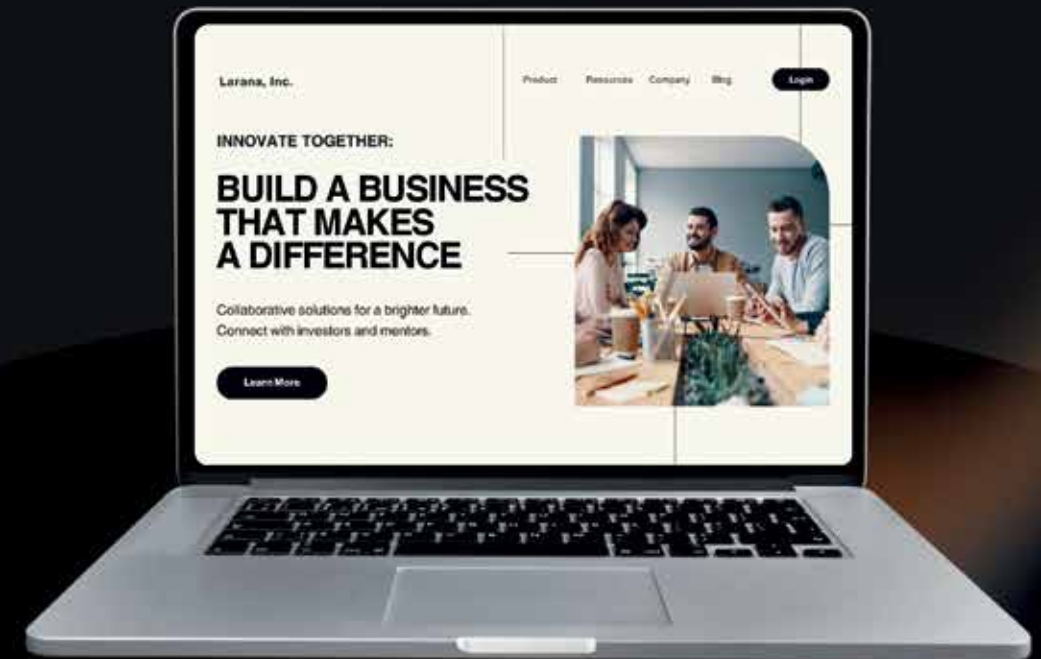 Larana, Inc.
Product Resources Company Blog Login
INNOVATE TOGETHER:
BUILD A BUSINESS
THAT MAKES
A DIFFERENCE
Collaborative solutions for a brighter future.
Connect with investors and mentors.
Learn More